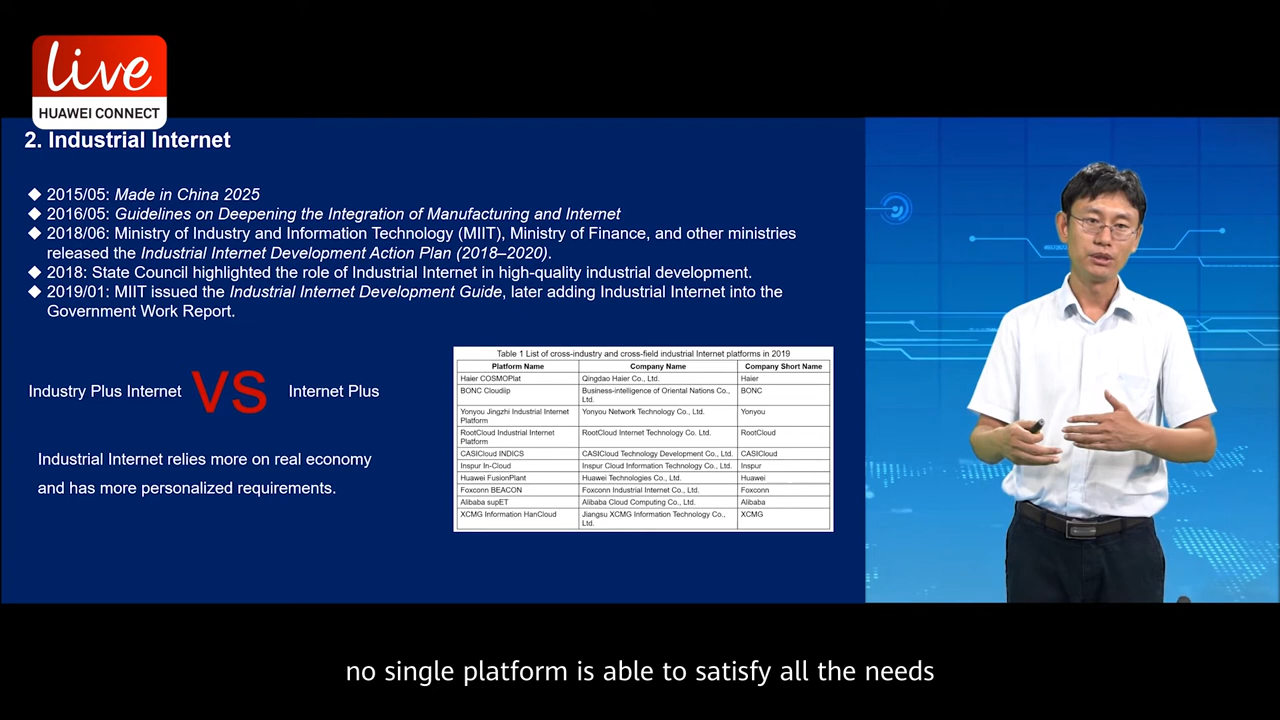 live
HUAWEI CONNECT
2. Industrial Internet
◆ 2015/05: Made in China 2025
◆ 2016/05: Guidelines on Deepening the Integration of Manufacturing and Internet
◆ 2018/06: Ministry of Industry and Information Technology (MIIT), Ministry of Finance, and other ministries
released the Industrial Internet Development Action Plan (2018–2020).
◆ 2018: State Council highlighted the role of Industrial Internet in high-quality industrial development.
◆ 2019/01: MIIT issued the Industrial Internet Development Guide, later adding Industrial Internet into the
Government Work Report.
Industry Plus Internet VS Internet Plus
Industrial Internet relies more on real economy
and has more personalized requirements.
Table 1 List of cross-industry and cross-field industrial Internet platforms in 2019
Platform Name Company Name Company Short Name
Haier COSMOPlat Qingdao Haier Co., Ltd. Haier
BONC Cloudiip Business-intelligence of Oriental Nations Co., BONC
Ltd.
Yonyou Jingzhi Industrial Internet Yonyou Network Technology Co., Ltd. Yonyou
Platform
RootCloud Industrial Internet RootCloud Internet Technology Co. Ltd. RootCloud
Platform
CASICloud INDICS CASICloud Technology Development Co., Ltd. CASICloud
Inspur In-Cloud Inspur Cloud Information Technology Co., Ltd. Inspur
Huawei FusionPlant Huawei Technologies Co., Ltd. Huawei
Foxconn BEACON Foxconn Industrial Internet Co., Ltd. Foxconn
Alibaba supET Alibaba Cloud Computing Co., Ltd. Alibaba
XCMG Information HanCloud Jiangsu XCMG Information Technology Co., XCMG
Ltd.
no single platform is able to satisfy all the needs